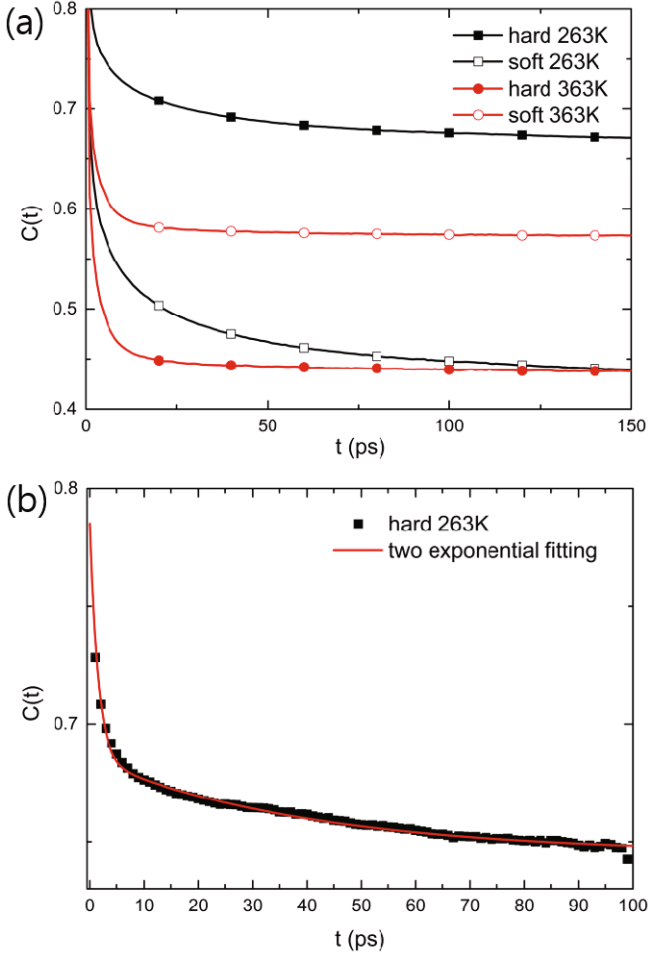 (a)
0.8
0.7
0.6
0.5
0.4
C(t)
hard 263K
soft 263K
hard 363K
soft 363K
0 50 100 150
t (ps)
(b)
0.8
0.7
C(t)
hard 263K
two exponential fitting
0 10 20 30 40 50 60 70 80 90 100
t (ps)